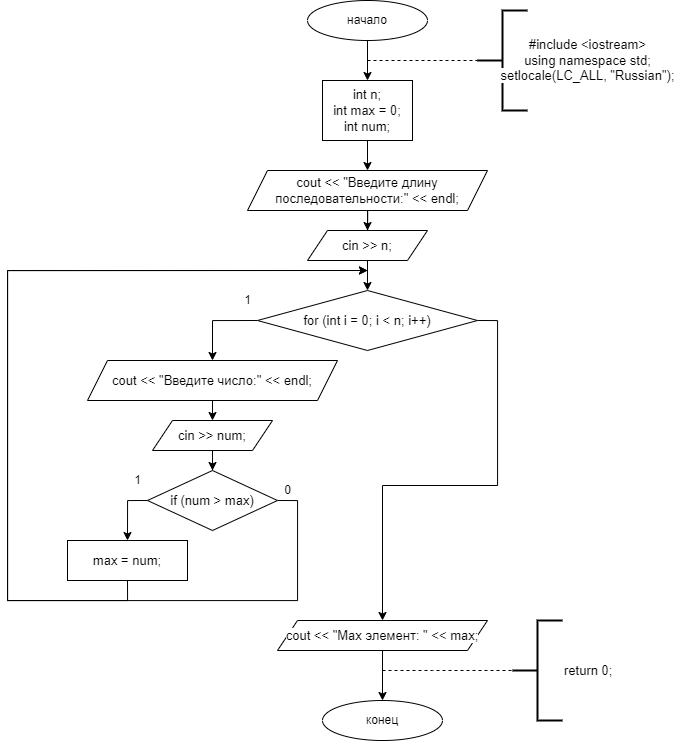 начало
#include <iostream>
using namespace std;
setlocale(LC_ALL, "Russian");
int n;
int max = 0;
int num;
cout << "Введите длину
последовательности:" << endl;
cin >> n;
1
for (int i = 0; i < n; i++)
cout << "Введите число:" << endl;
cin >> num;
1
if (num > max)
0
max = num;
cout << "Max элемент: " << max;
return 0;
конец